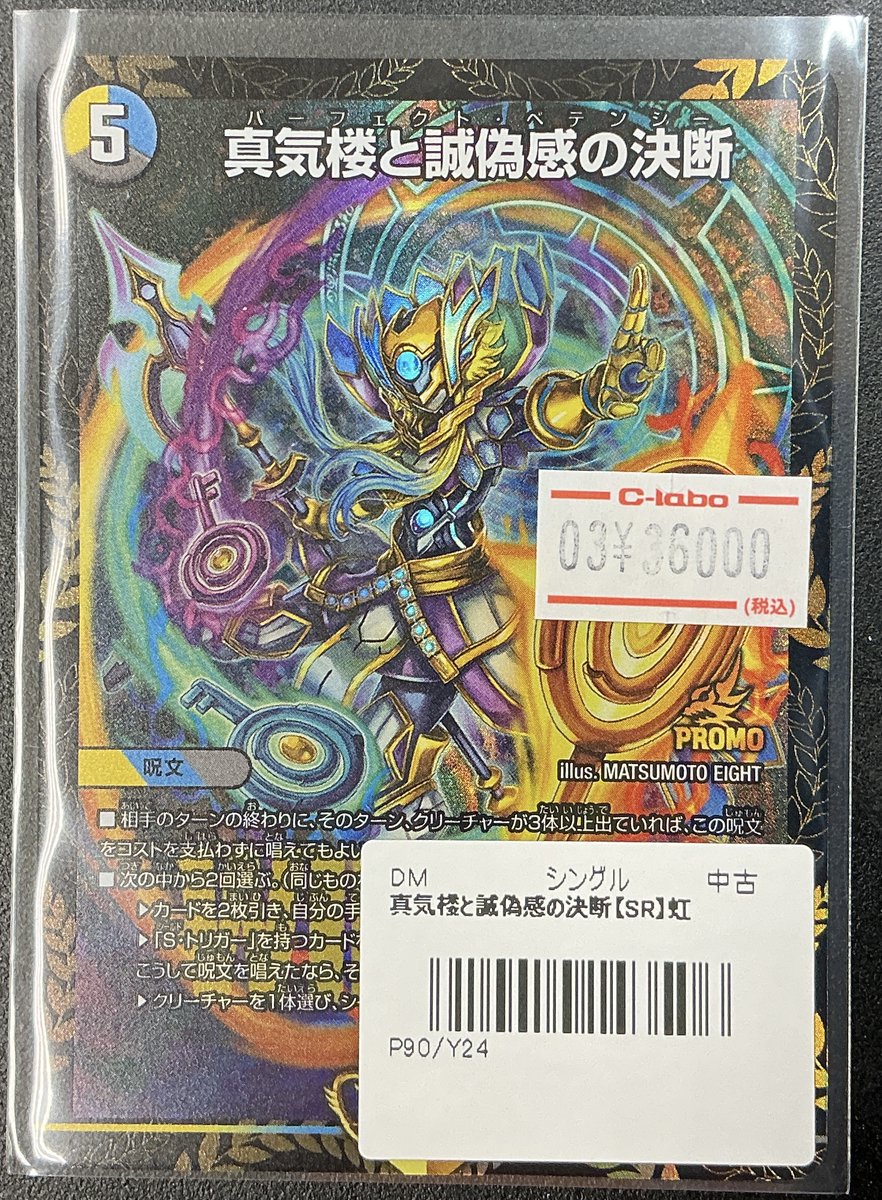 5
パーフェクト・ペテンシー
真気楼と誠偽感の決断
C-labo
03¥36000
(税込)
PROMO
illus. MATSUMOTO EIGHT
呪文
■相手のターンの終わりに、そのターン、クリーチャーが3体以上出ていれば、この呪文
をコストを支払わずに唱えてもよい
■次の中から2回選ぶ。(同じもの
▶カードを2枚引き、自分の手
▶「S・トリガー」を持つカード
こうして呪文を唱えたなら、そ
▶クリーチャーを1体選び、シー
DM シングル 中古
真気楼と誠偽感の決断【SR】虹
P90/Y24